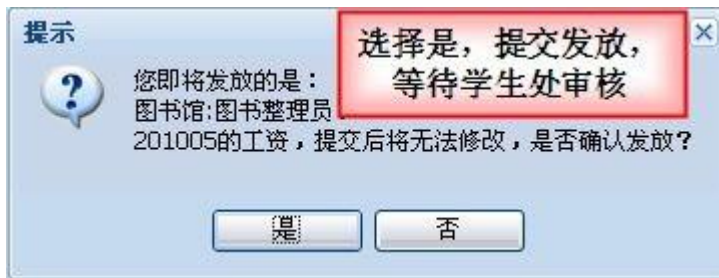 提示
选择是，提交发放，
等待学生处审核
您即将发放的是：
图书馆:图书整理员
201005的工资，提交后将无法修改，是否确认发放？
是
否